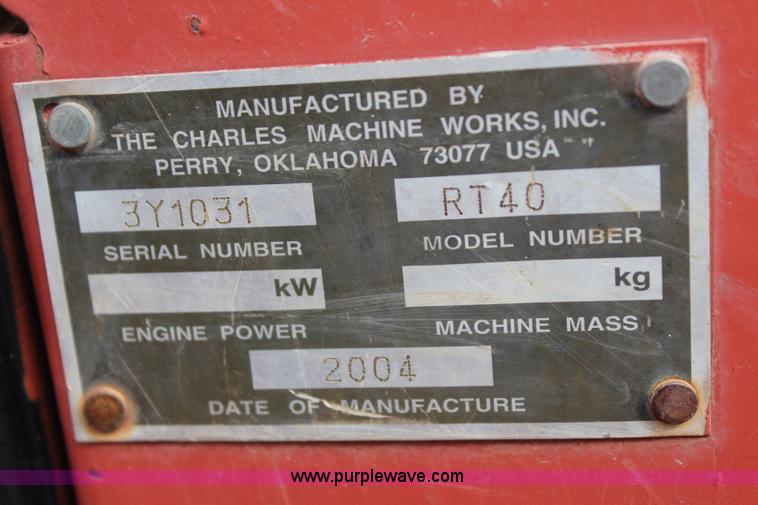 MANUFACTURED BY
THE CHARLES MACHINE WORKS, INC.
PERRY, OKLAHOMA 73077 USA
3Y1031 RT40
SERIAL NUMBER MODEL NUMBER
kW kg
ENGINE POWER MACHINE MASS
2004
DATE OF MANUFACTURE
www.purplewave.com